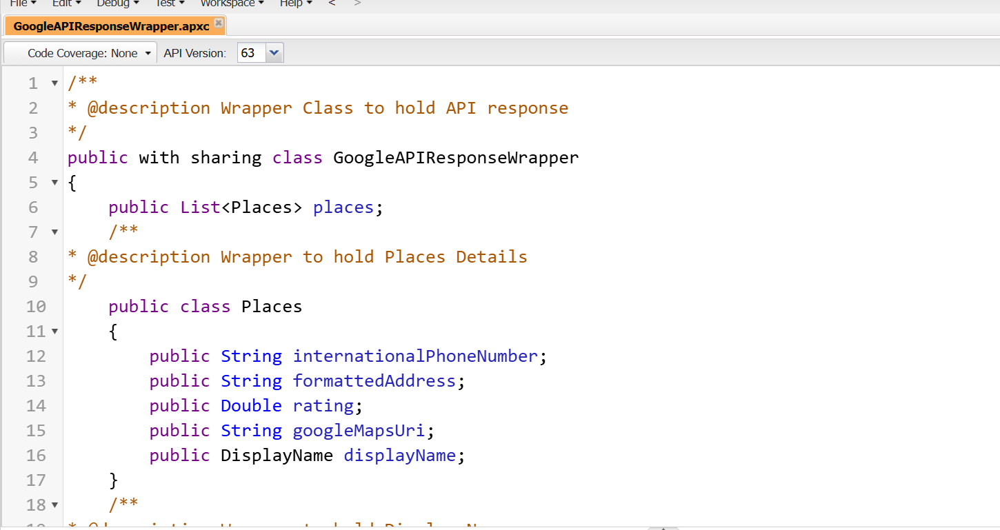 File Edit Debug Test Workspace Help < >
GoogleAPIResponseWrapper.apxc
Code Coverage: None API Version: 63
1 /**
2 * @description Wrapper Class to hold API response
3 */
4 public with sharing class GoogleAPIResponseWrapper
5 {
6 public List<Places> places;
7 /**
8 * @description Wrapper to hold Places Details
9 */
10 public class Places
11 {
12 public String internationalPhoneNumber;
13 public String formattedAddress;
14 public Double rating;
15 public String googleMapsUri;
16 public DisplayName displayName;
17 }
18 /**